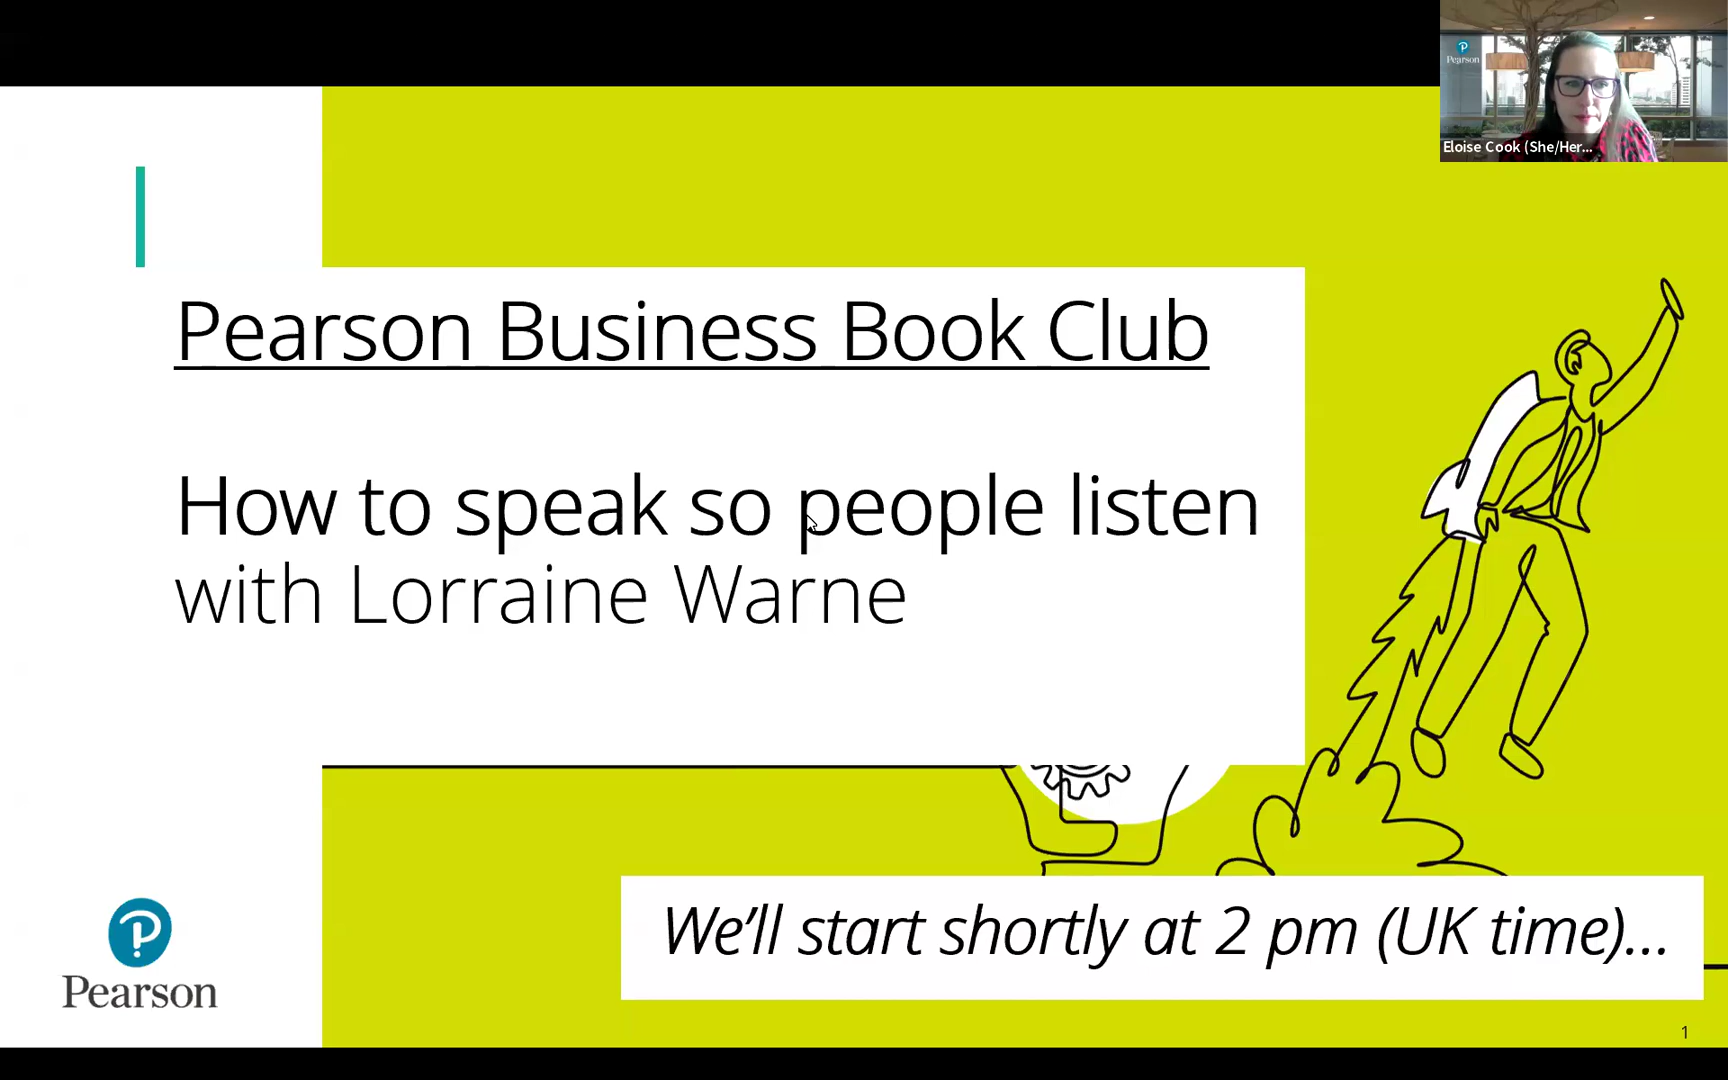 Pearson
Eloise Cook (She/Her...
Pearson Business Book Club
How to speak so people listen
with Lorraine Warne
We'll start shortly at 2 pm (UK time)...
Pearson
1